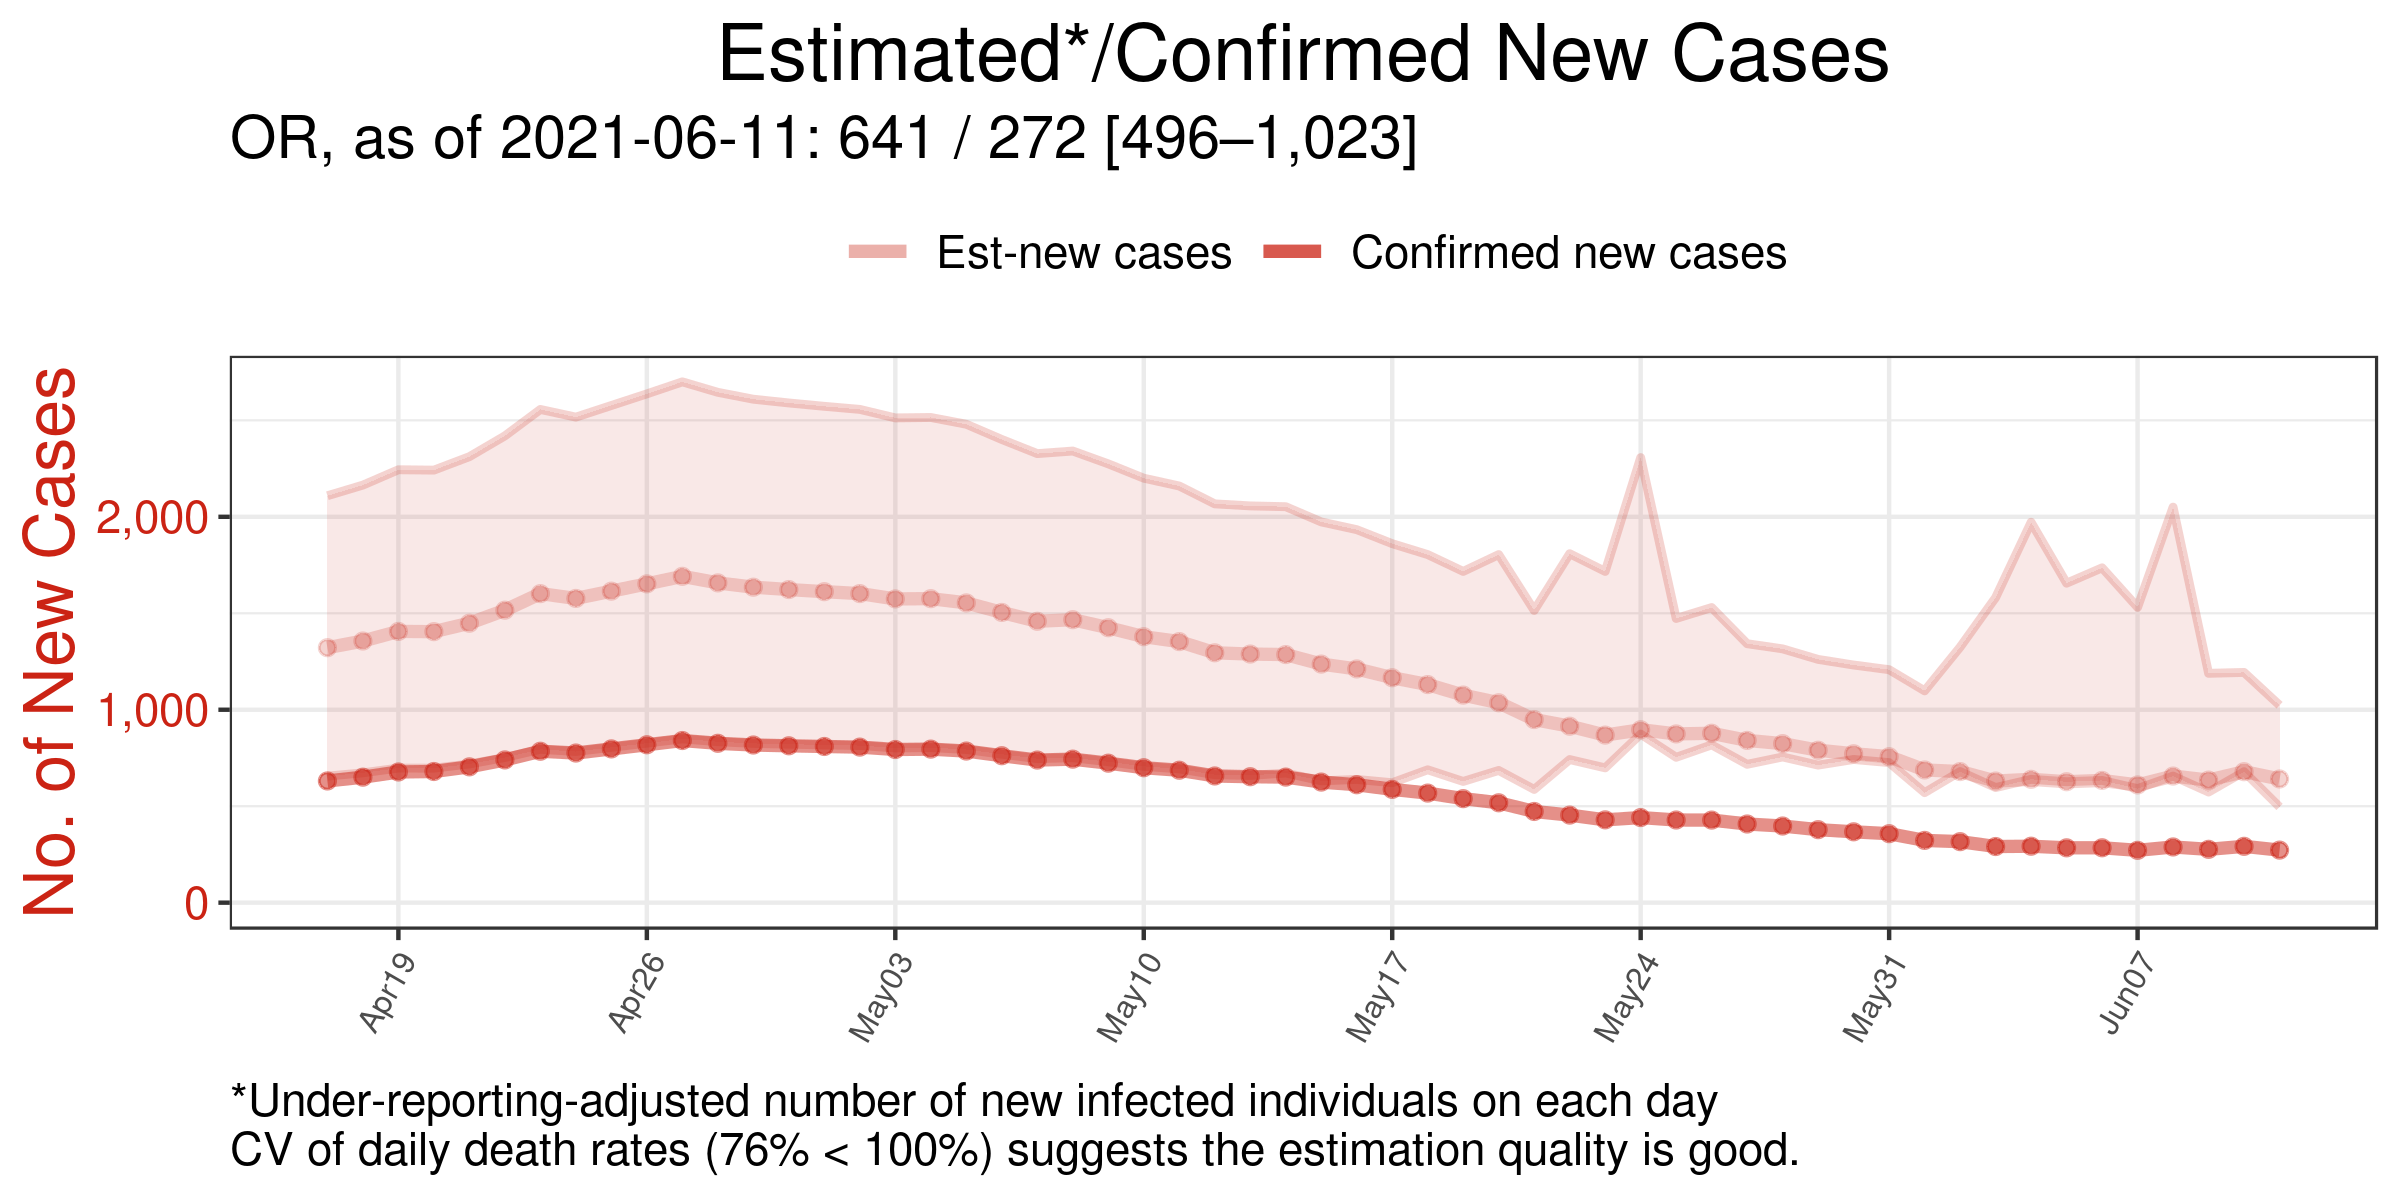 Estimated*/Confirmed New Cases
OR, as of 2021-06-11: 641 / 272 [496–1,023]
Est-new cases
Confirmed new cases
No. of New Cases
2,000
1,000
0
Apr19
Apr26
May03
May10
May17
May24
May31
Jun07
*Under-reporting-adjusted number of new infected individuals on each day
CV of daily death rates (76% < 100%) suggests the estimation quality is good.